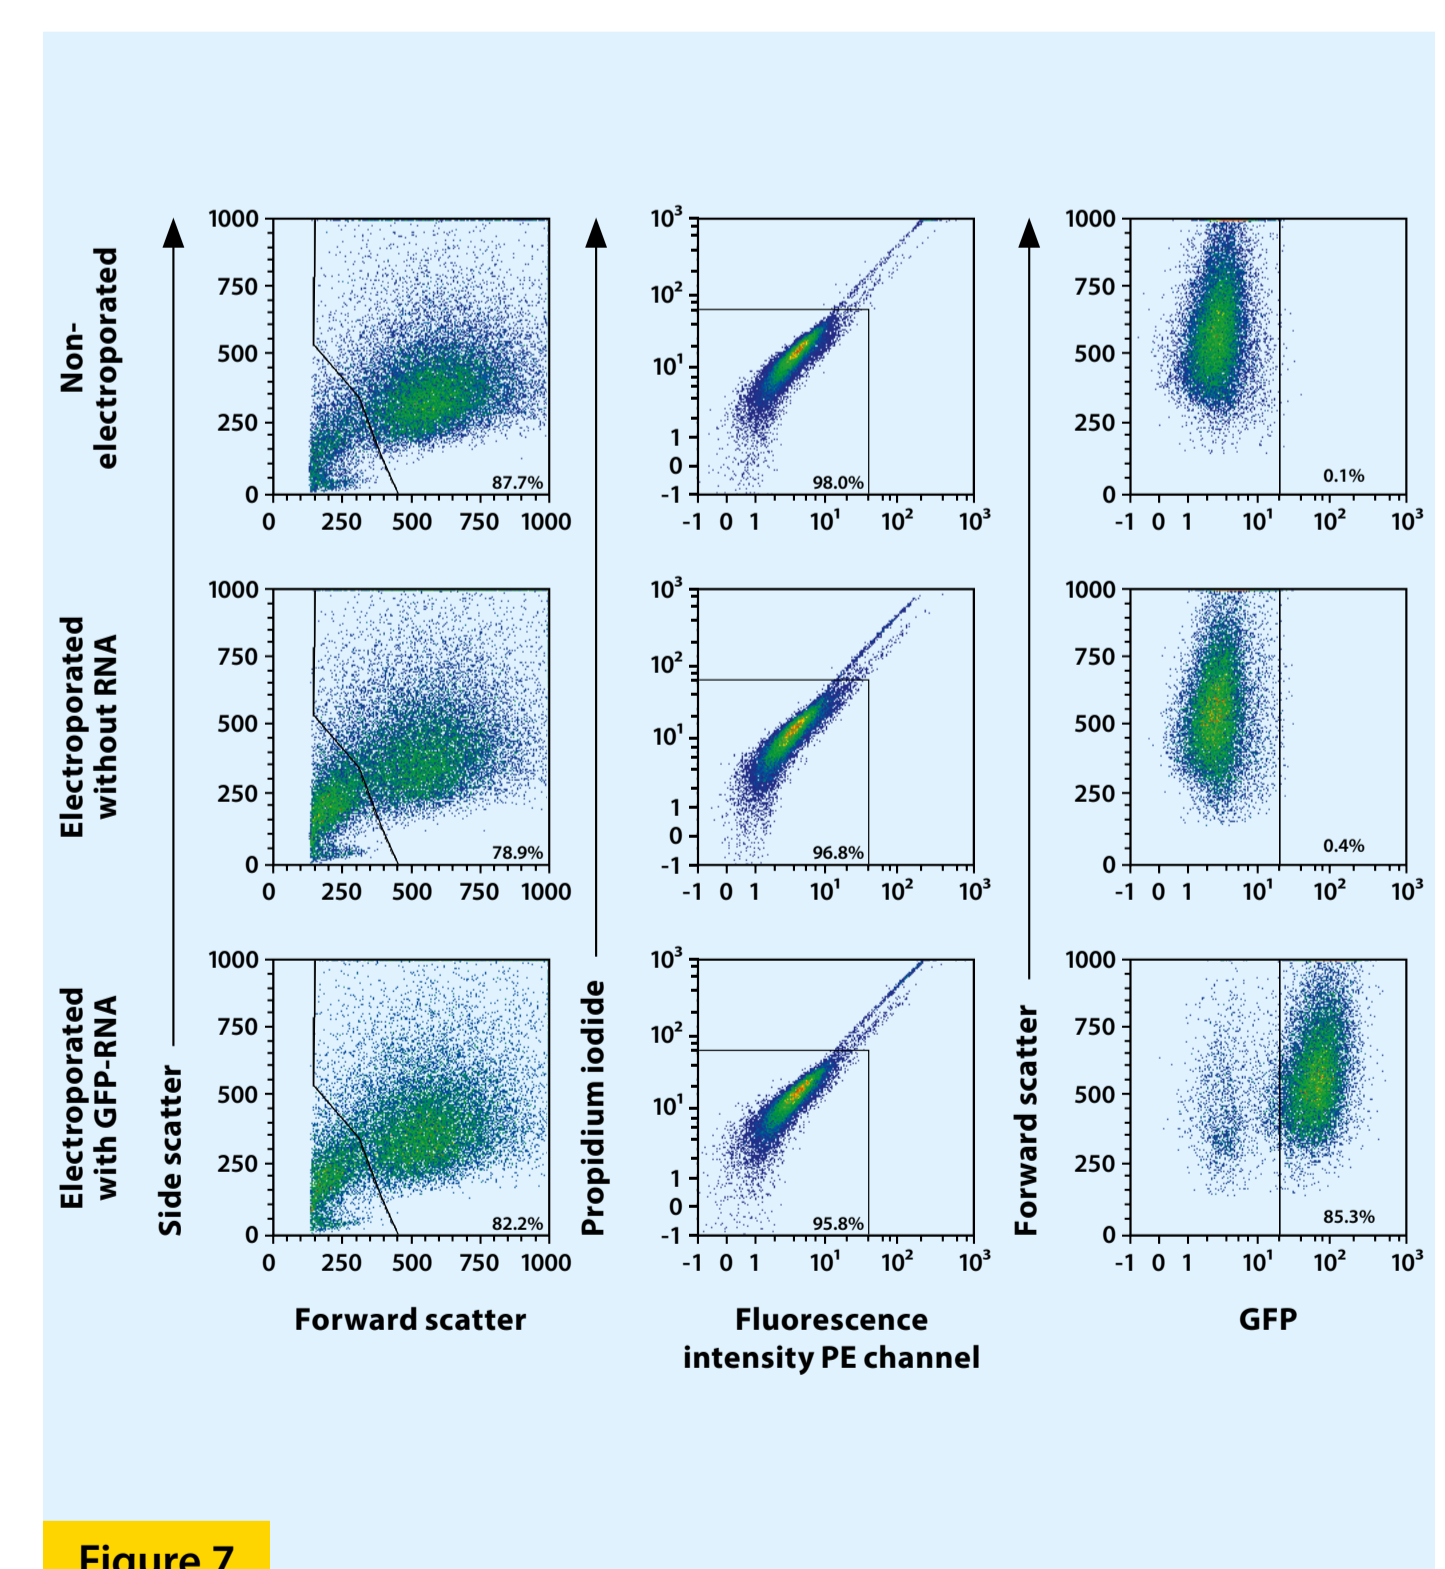 Non-
electroporated
Side scatter
1000
750
500
250
0
87.7%
0 250 500 750 1000
Propidium iodide
10³
10²
10¹
1
0
-1
98.0%
-1 0 1 10¹ 10² 10³
Forward scatter
1000
750
500
250
0
0.1%
-1 0 1 10¹ 10² 10³
Electroporated
without RNA
1000
750
500
250
0
78.9%
0 250 500 750 1000
10³
10²
10¹
1
0
-1
96.8%
-1 0 1 10¹ 10² 10³
1000
750
500
250
0
0.4%
-1 0 1 10¹ 10² 10³
Electroporated
with GFP-RNA
1000
750
500
250
0
82.2%
0 250 500 750 1000
10³
10²
10¹
1
0
-1
95.8%
-1 0 1 10¹ 10² 10³
1000
750
500
250
0
85.3%
-1 0 1 10¹ 10² 10³
Forward scatter
Fluorescence
intensity PE channel
GFP
Figure 7